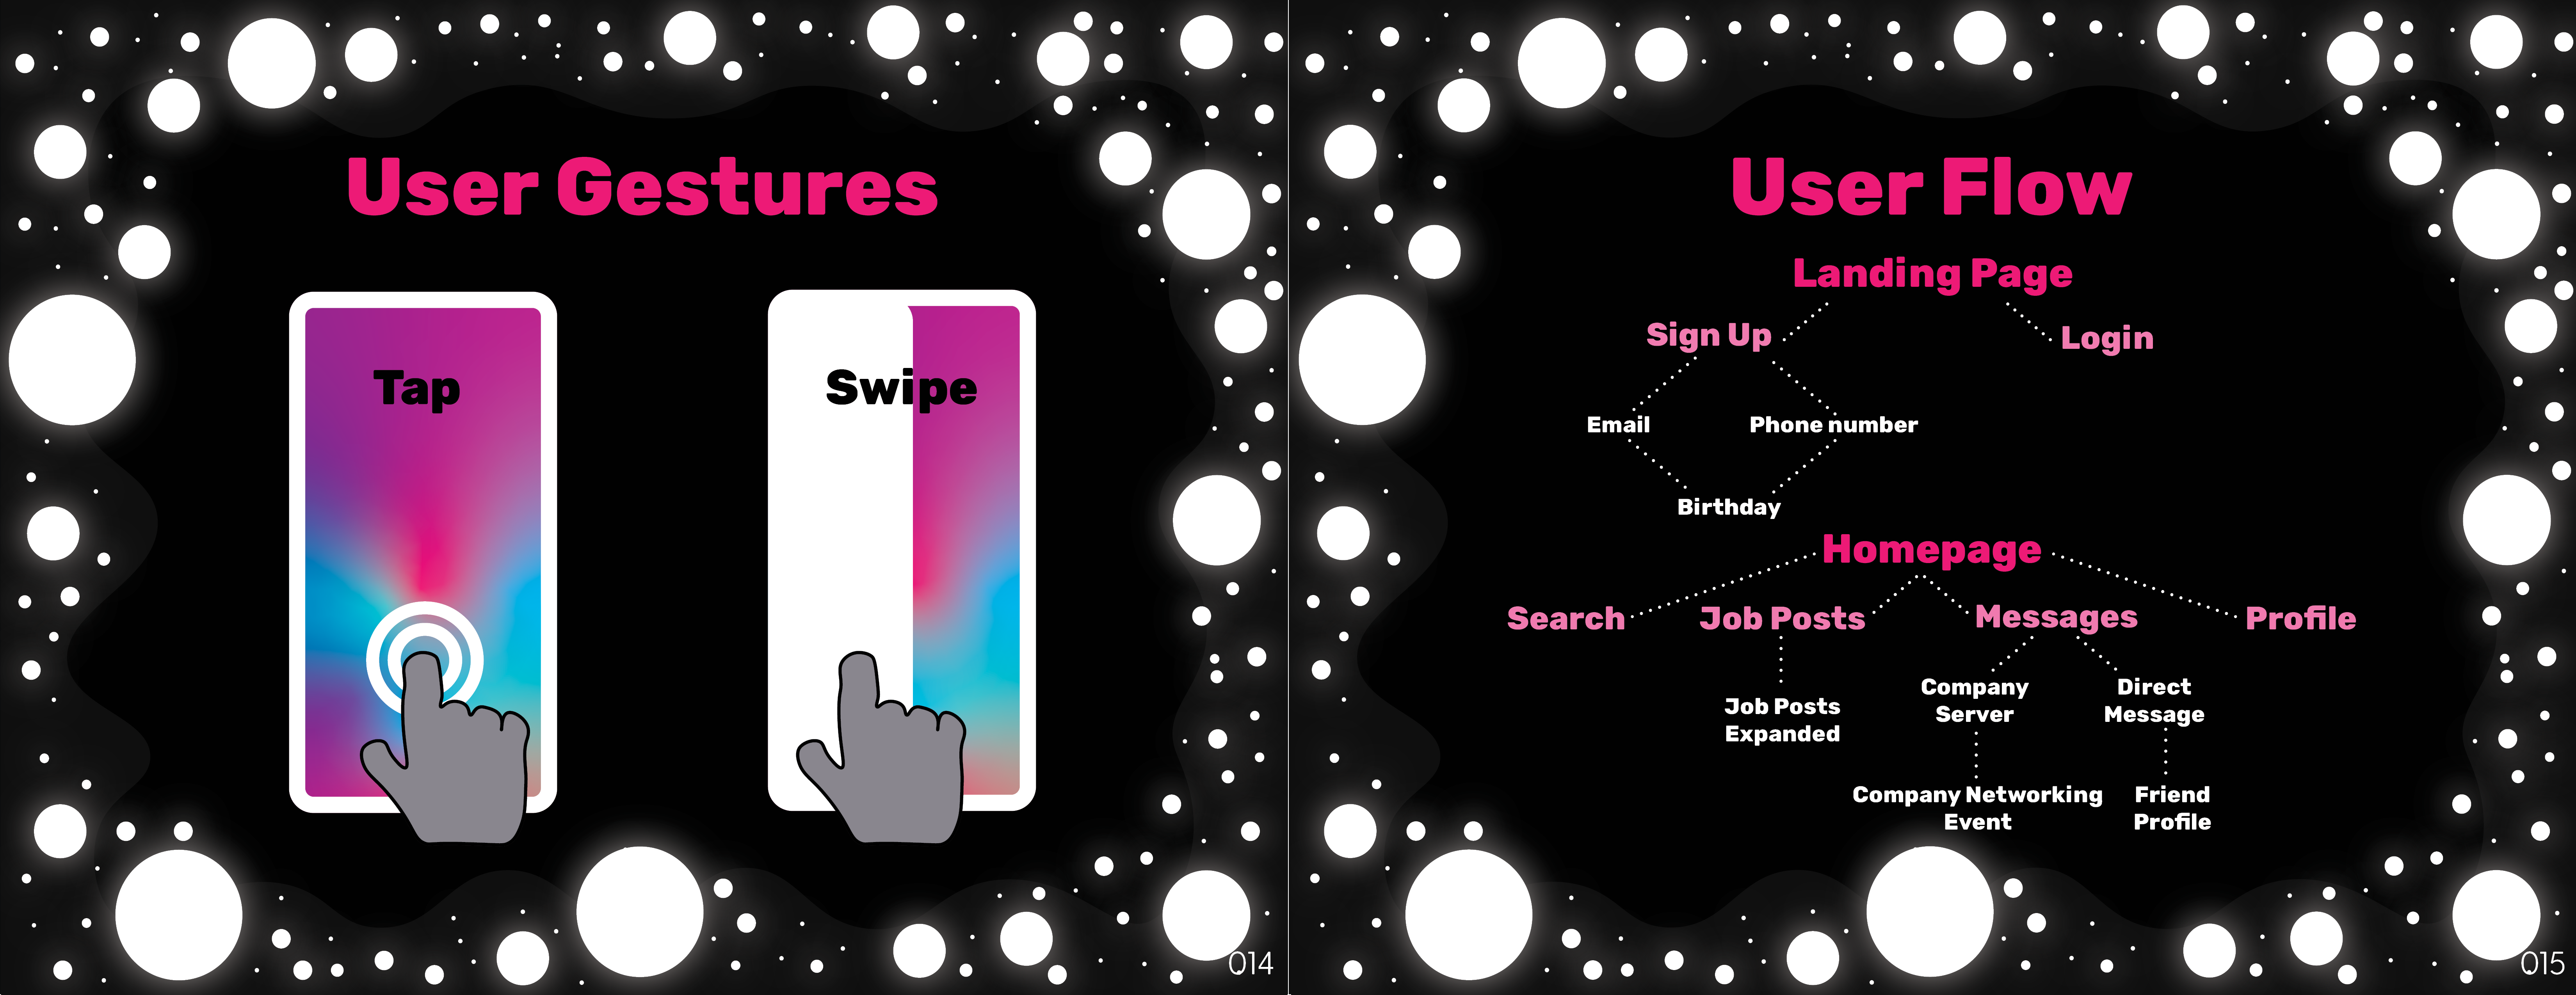 User Gestures
Tap
Swipe
014
User Flow
Landing Page
Sign Up
Login
Email
Phone number
Birthday
Homepage
Search
Job Posts
Messages
Profile
Job Posts
Expanded
Company
Server
Direct
Message
Company Networking
Event
Friend
Profile
015